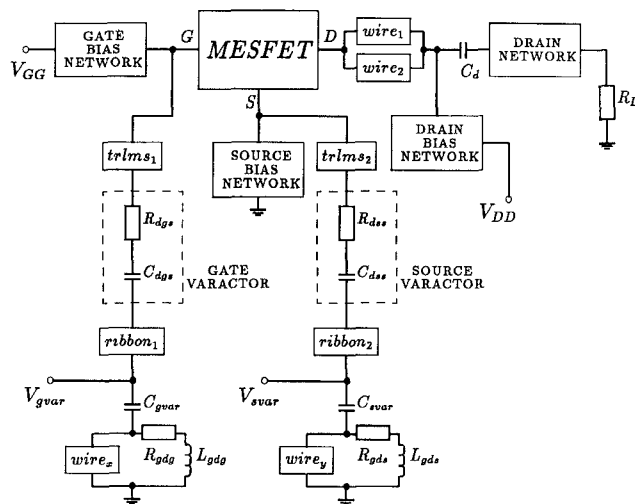 GATE
BIAS
NETWORK
V_GG
G
MESFET
D
wire_1
wire_2
C_d
DRAIN
NETWORK
R_L
S
trlms_1
SOURCE
BIAS
NETWORK
trlms_2
DRAIN
BIAS
NETWORK
V_DD
R_dgs
C_dgs
GATE
VARACTOR
R_dss
C_dss
SOURCE
VARACTOR
ribbon_1
ribbon_2
V_gvar
C_gvar
wire_x
R_gdg
L_gdg
V_svar
C_svar
wire_y
R_gds
L_gds